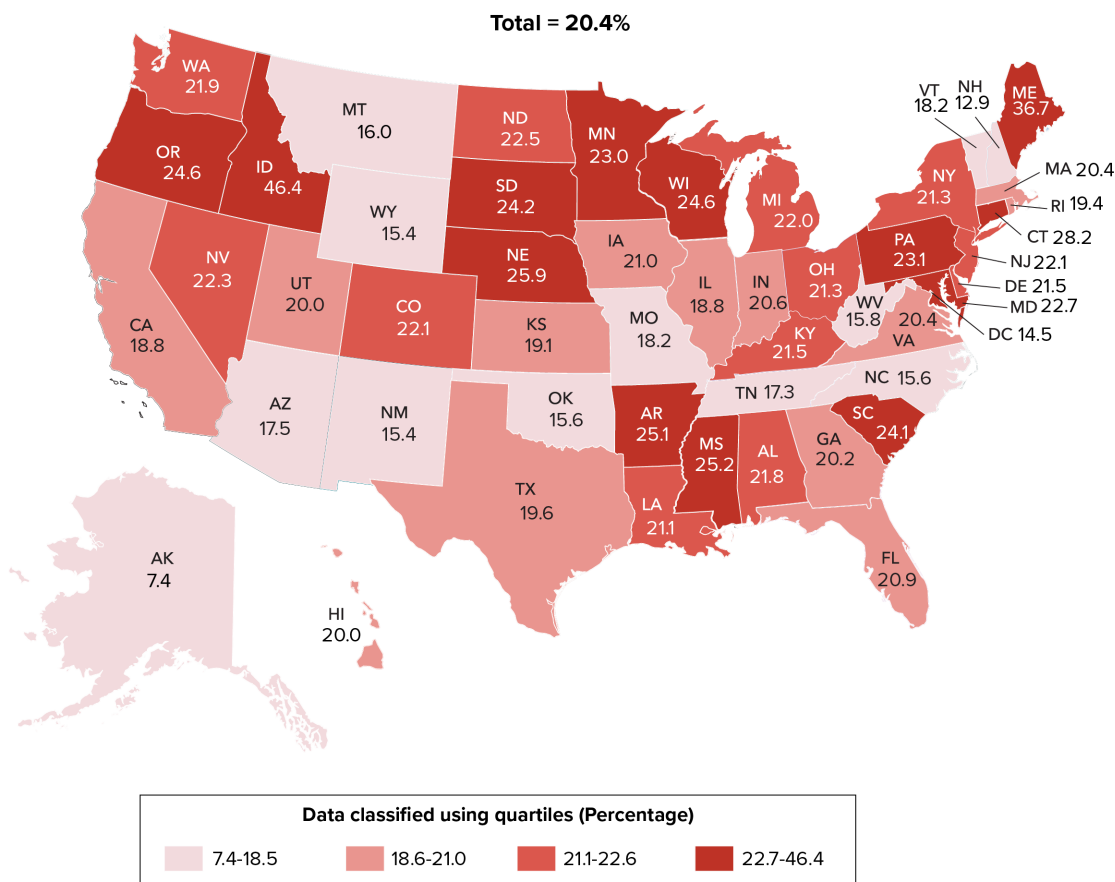 Total = 20.4%
WA
21.9
MT
16.0
ND
22.5
MN
23.0
VT
18.2
NH
12.9
ME
36.7
OR
24.6
ID
46.4
SD
24.2
WI
24.6
MI
22.0
NY
21.3
MA 20.4
RI 19.4
CT 28.2
WY
15.4
NE
25.9
IA
21.0
PA
23.1
NJ 22.1
DE 21.5
MD 22.7
DC 14.5
NV
22.3
UT
20.0
CO
22.1
IL
18.8
IN
20.6
OH
21.3
WV
15.8
20.4
VA
CA
18.8
KS
19.1
MO
18.2
KY
21.5
AZ
17.5
NM
15.4
OK
15.6
AR
25.1
TN 17.3
NC 15.6
SC
24.1
MS
25.2
AL
21.8
GA
20.2
TX
19.6
LA
21.1
FL
20.9
AK
7.4
HI
20.0
Data classified using quartiles (Percentage)
7.4-18.5
18.6-21.0
21.1-22.6
22.7-46.4